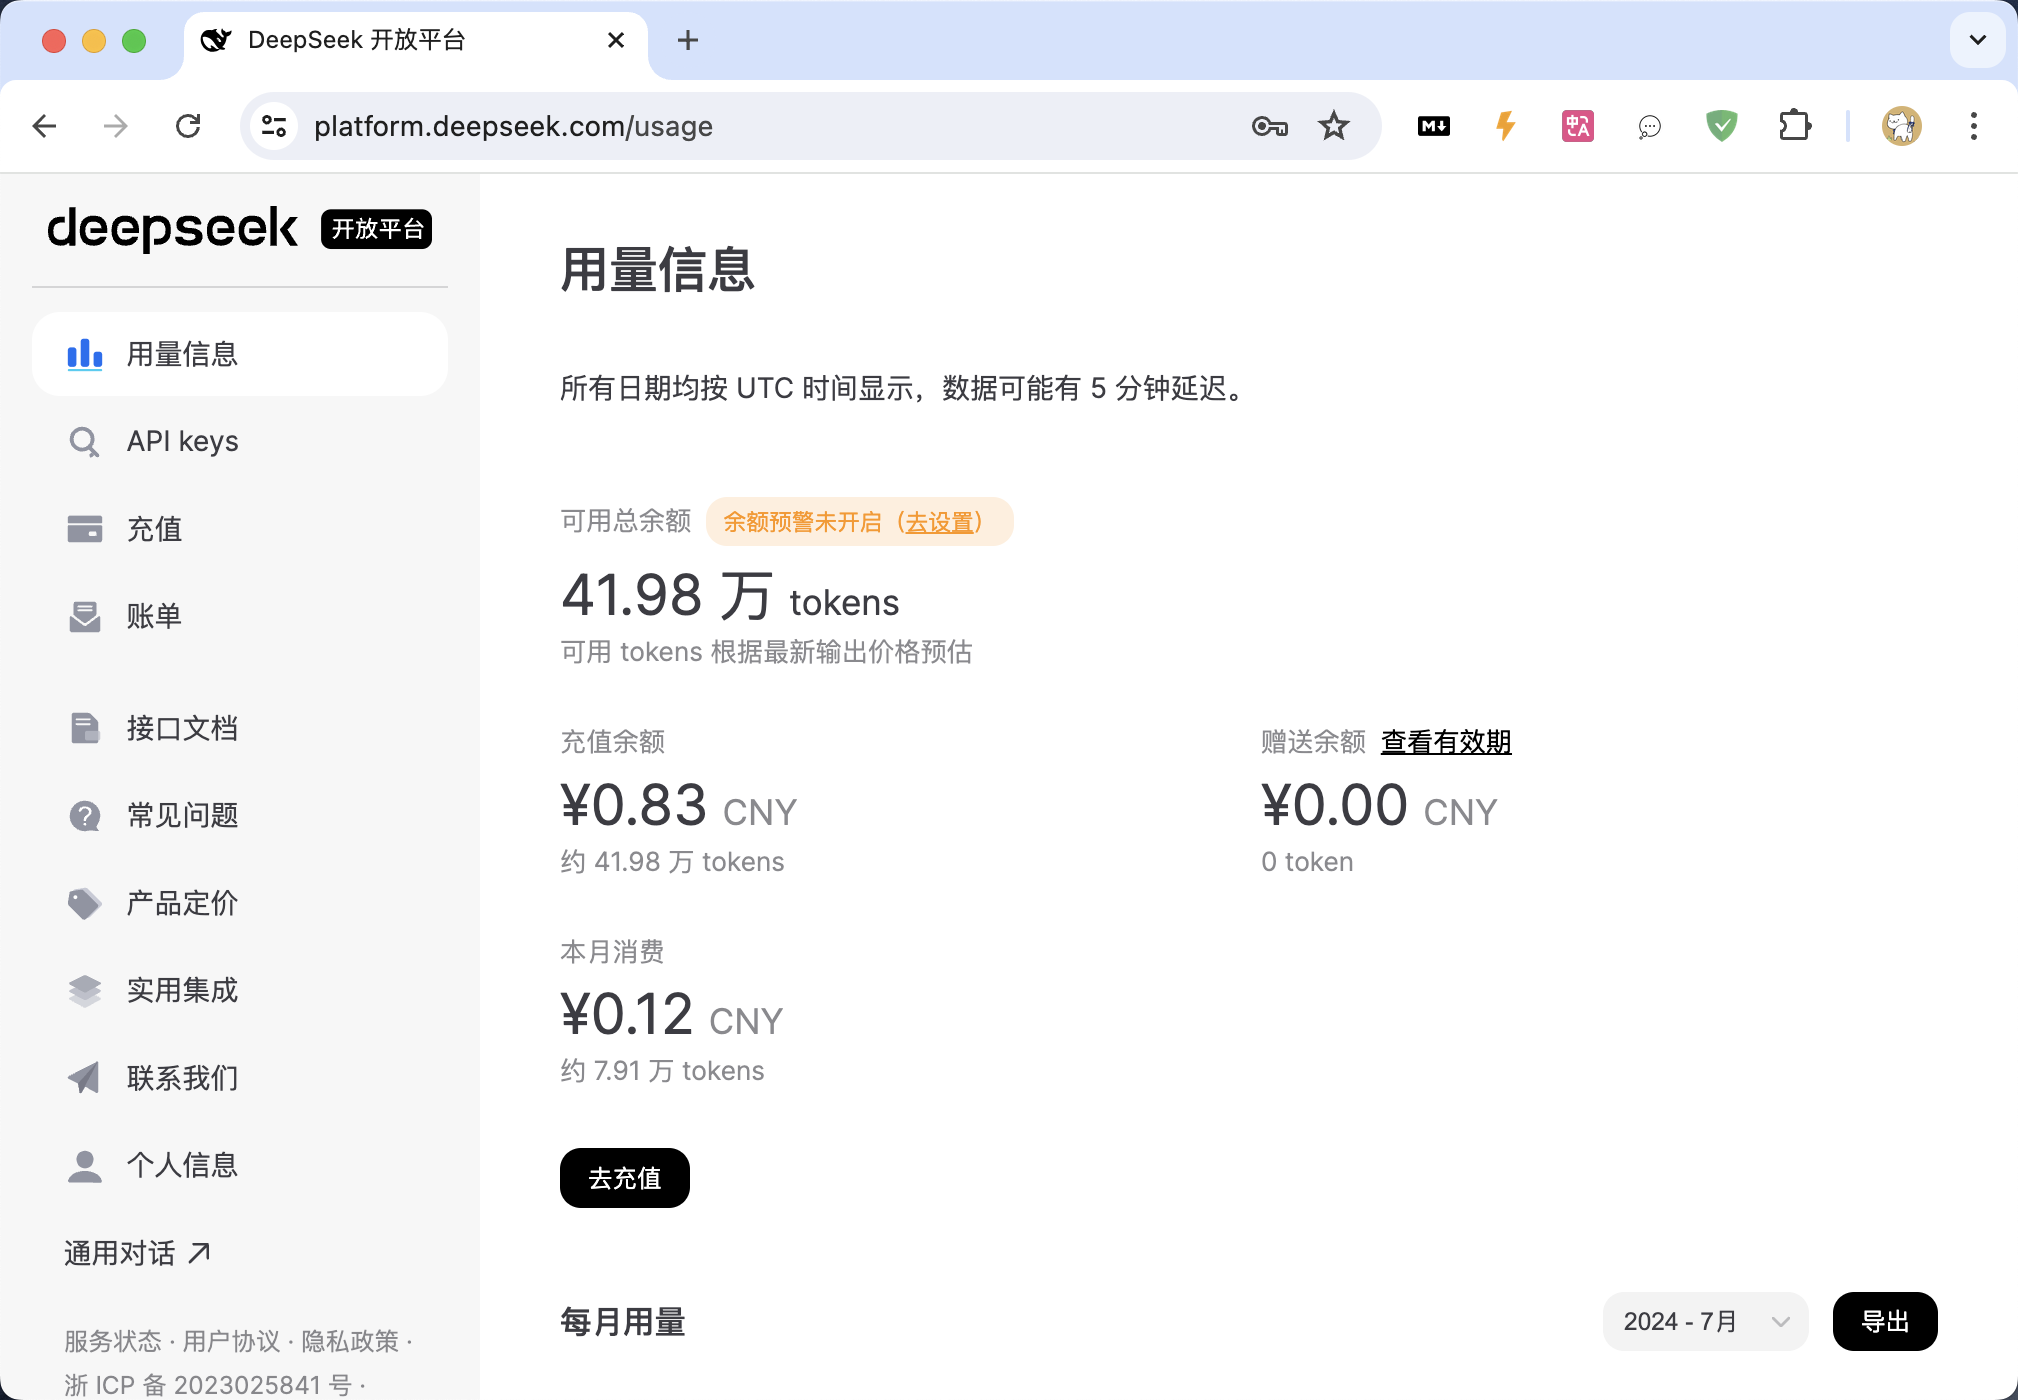 DeepSeek 开放平台
platform.deepseek.com/usage
deepseek 开放平台
用量信息
API keys
充值
账单
接口文档
常见问题
产品定价
实用集成
联系我们
个人信息
通用对话
服务状态 · 用户协议 · 隐私政策 ·
浙 ICP 备 2023025841 号 ·
用量信息
所有日期均按 UTC 时间显示，数据可能有 5 分钟延迟。
可用总余额 余额预警未开启（去设置）
41.98 万 tokens
可用 tokens 根据最新输出价格预估
充值余额
¥0.83 CNY
约 41.98 万 tokens
赠送余额 查看有效期
¥0.00 CNY
0 token
本月消费
¥0.12 CNY
约 7.91 万 tokens
去充值
每月用量
2024 - 7月
导出